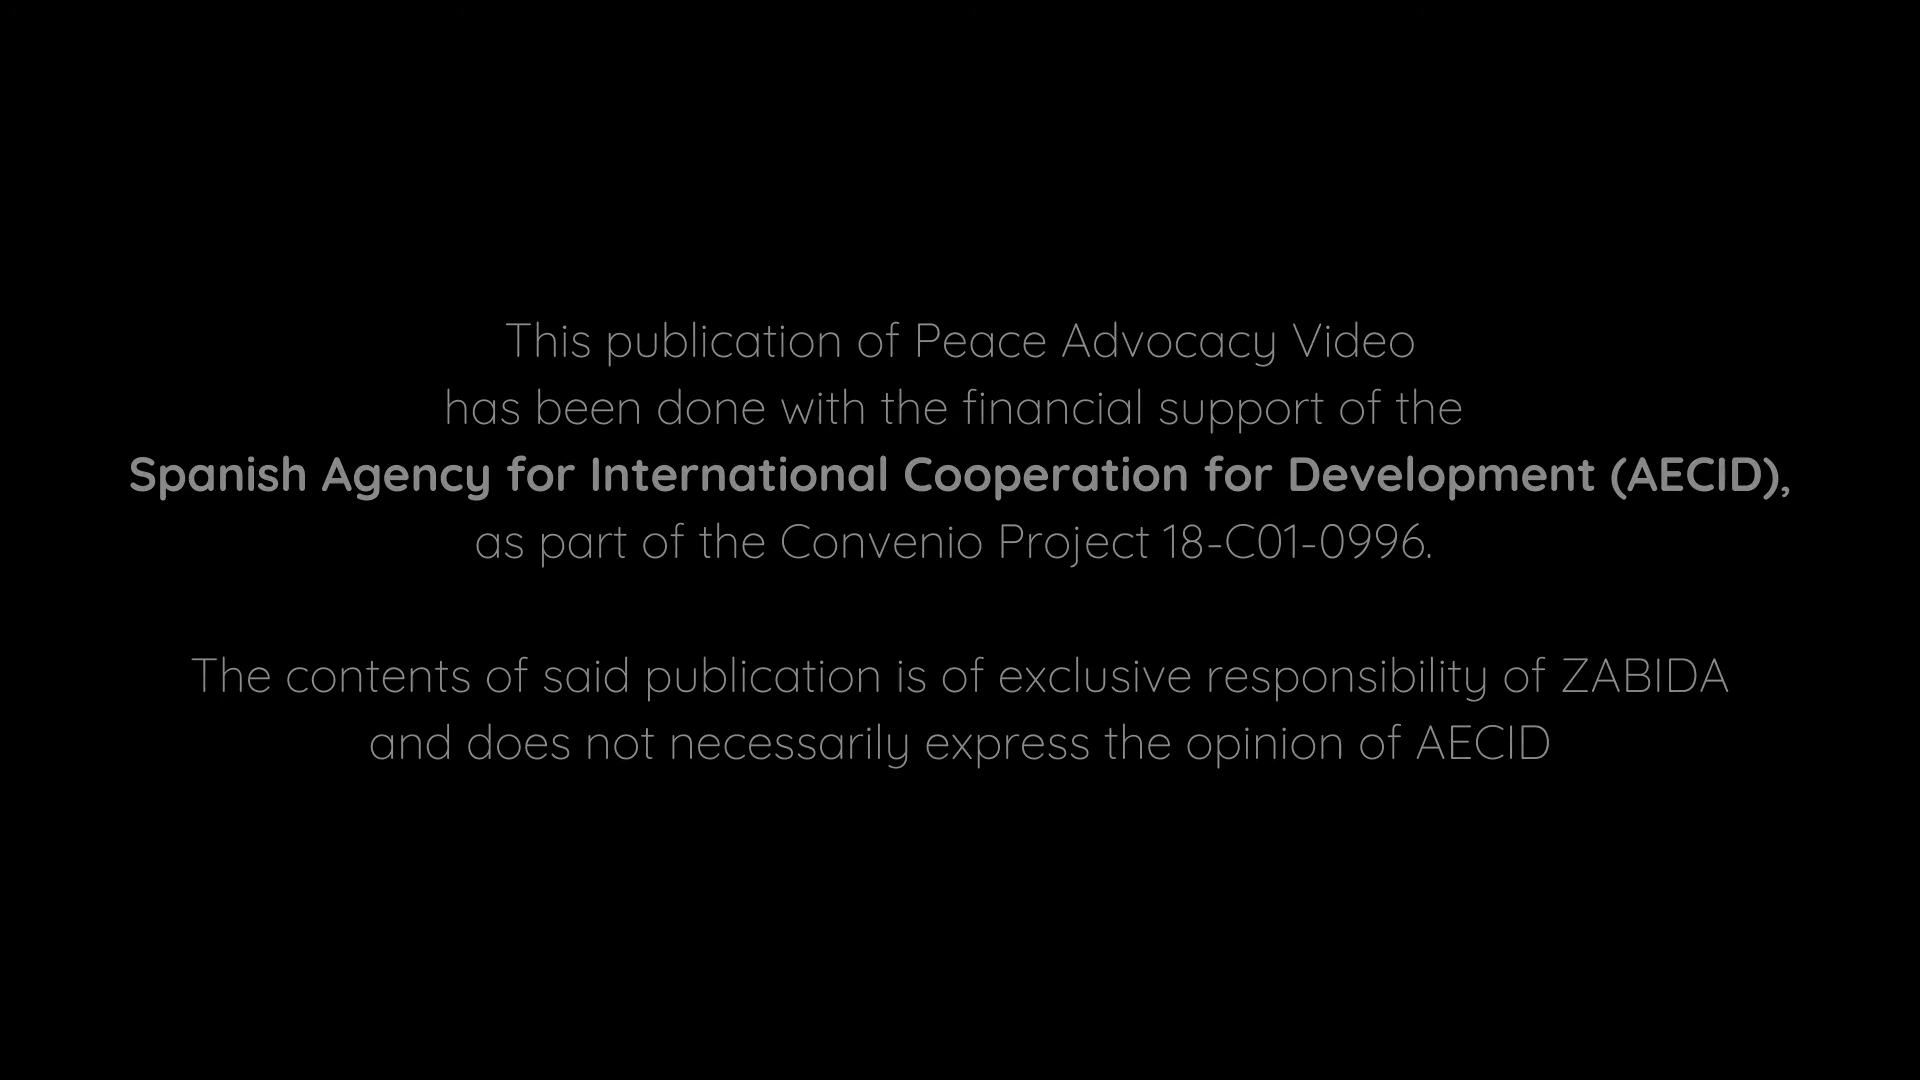 This publication of Peace Advocacy Video
has been done with the financial support of the
Spanish Agency for International Cooperation for Development (AECID),
as part of the Convenio Project 18-C01-0996.
The contents of said publication is of exclusive responsibility of ZABIDA
and does not necessarily express the opinion of AECID